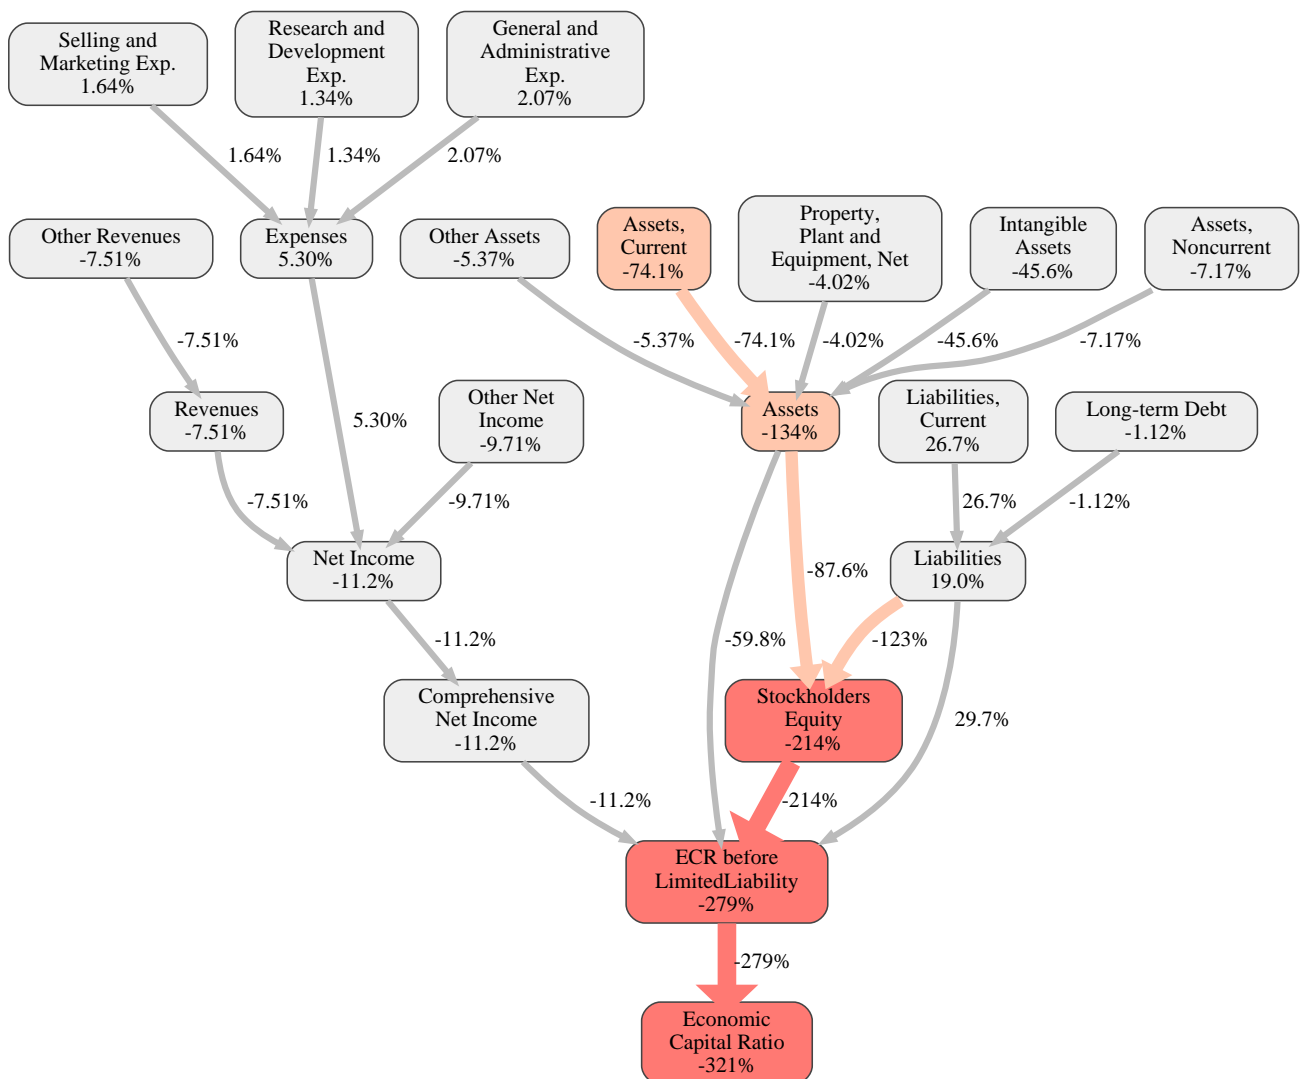 Selling and
Marketing Exp.
1.64%
Research and
Development
Exp.
1.34%
General and
Administrative
Exp.
2.07%
1.64%
1.34%
2.07%
Other Revenues
-7.51%
Expenses
5.30%
Other Assets
-5.37%
Assets,
Current
-74.1%
Property,
Plant and
Equipment, Net
-4.02%
Intangible
Assets
-45.6%
Assets,
Noncurrent
-7.17%
-7.51%
-5.37%
-74.1%
-4.02%
-45.6%
-7.17%
Revenues
-7.51%
5.30%
Other Net
Income
-9.71%
Assets
-134%
Liabilities,
Current
26.7%
Long-term Debt
-1.12%
-7.51%
-9.71%
26.7%
-1.12%
Net Income
-11.2%
-87.6%
Liabilities
19.0%
-11.2%
-59.8%
-123%
Comprehensive
Net Income
-11.2%
Stockholders
Equity
-214%
29.7%
-11.2%
-214%
ECR before
LimitedLiability
-279%
-279%
Economic
Capital Ratio
-321%